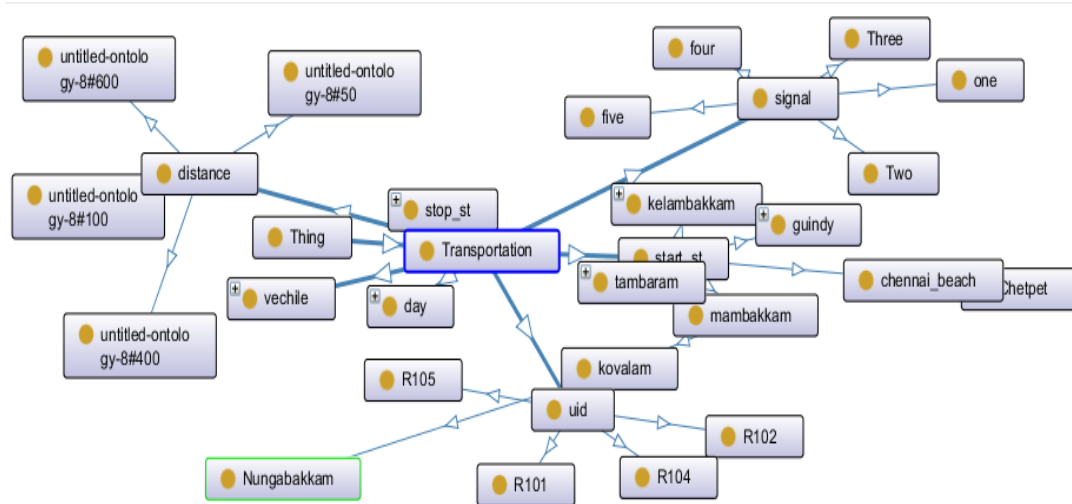 untitled-ontolo
gy-8#600
untitled-ontolo
gy-8#50
four
Three
signal
one
five
distance
Two
untitled-ontolo
gy-8#100
stop_st
kelambakkam
guindy
Thing
Transportation
start_st
tambaram
chennai_beach
Chetpet
vechile
day
mambakkam
untitled-ontolo
gy-8#400
kovalam
R105
uid
R102
Nungabakkam
R101
R104